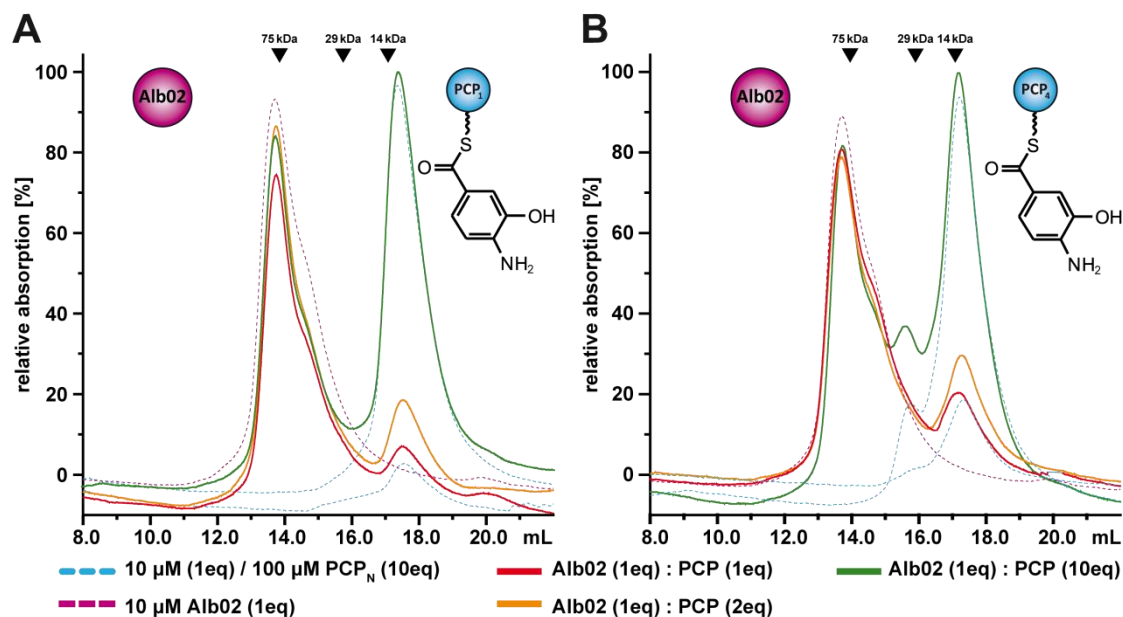 A
75 kDa 29 kDa 14 kDa
100
80
60
40
20
0
relative absorption [%]
Alb02
PCP1
S
O
OH
NH2
8.0 10.0 12.0 14.0 16.0 18.0 20.0 mL
B
75 kDa 29 kDa 14 kDa
100
80
60
40
20
0
relative absorption [%]
Alb02
PCP4
S
O
OH
NH2
8.0 10.0 12.0 14.0 16.0 18.0 20.0 mL
10 µM (1eq) / 100 µM PCPN (10eq)
Alb02 (1eq) : PCP (1eq)
Alb02 (1eq) : PCP (10eq)
10 µM Alb02 (1eq)
Alb02 (1eq) : PCP (2eq)